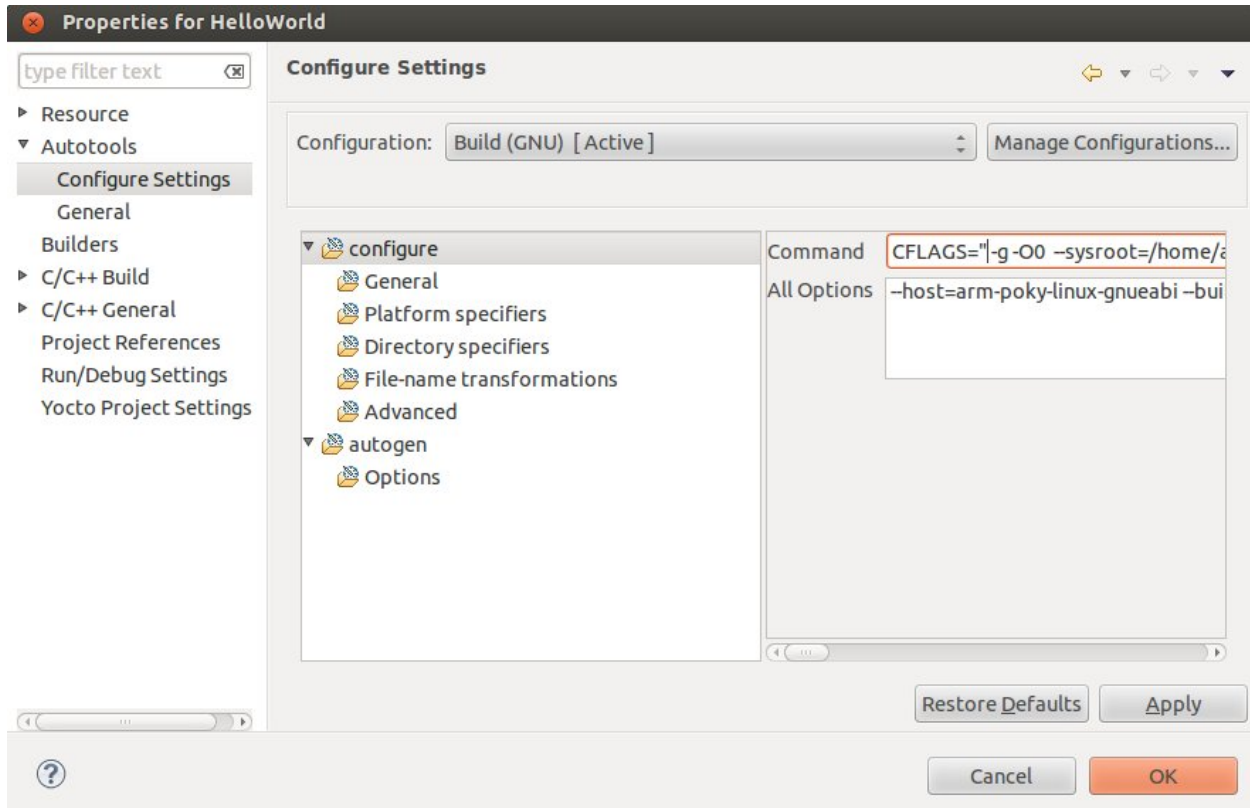 Properties for HelloWorld
type filter text
Configure Settings
Resource
Autotools
Configure Settings
General
Builders
C/C++ Build
C/C++ General
Project References
Run/Debug Settings
Yocto Project Settings
Configuration: Build (GNU) [ Active ] Manage Configurations...
configure
General
Platform specifiers
Directory specifiers
File-name transformations
Advanced
autogen
Options
Command CFLAGS=" -g -O0 --sysroot=/home/a
All Options --host=arm-poky-linux-gnueabi --bui
Restore Defaults Apply
Cancel OK